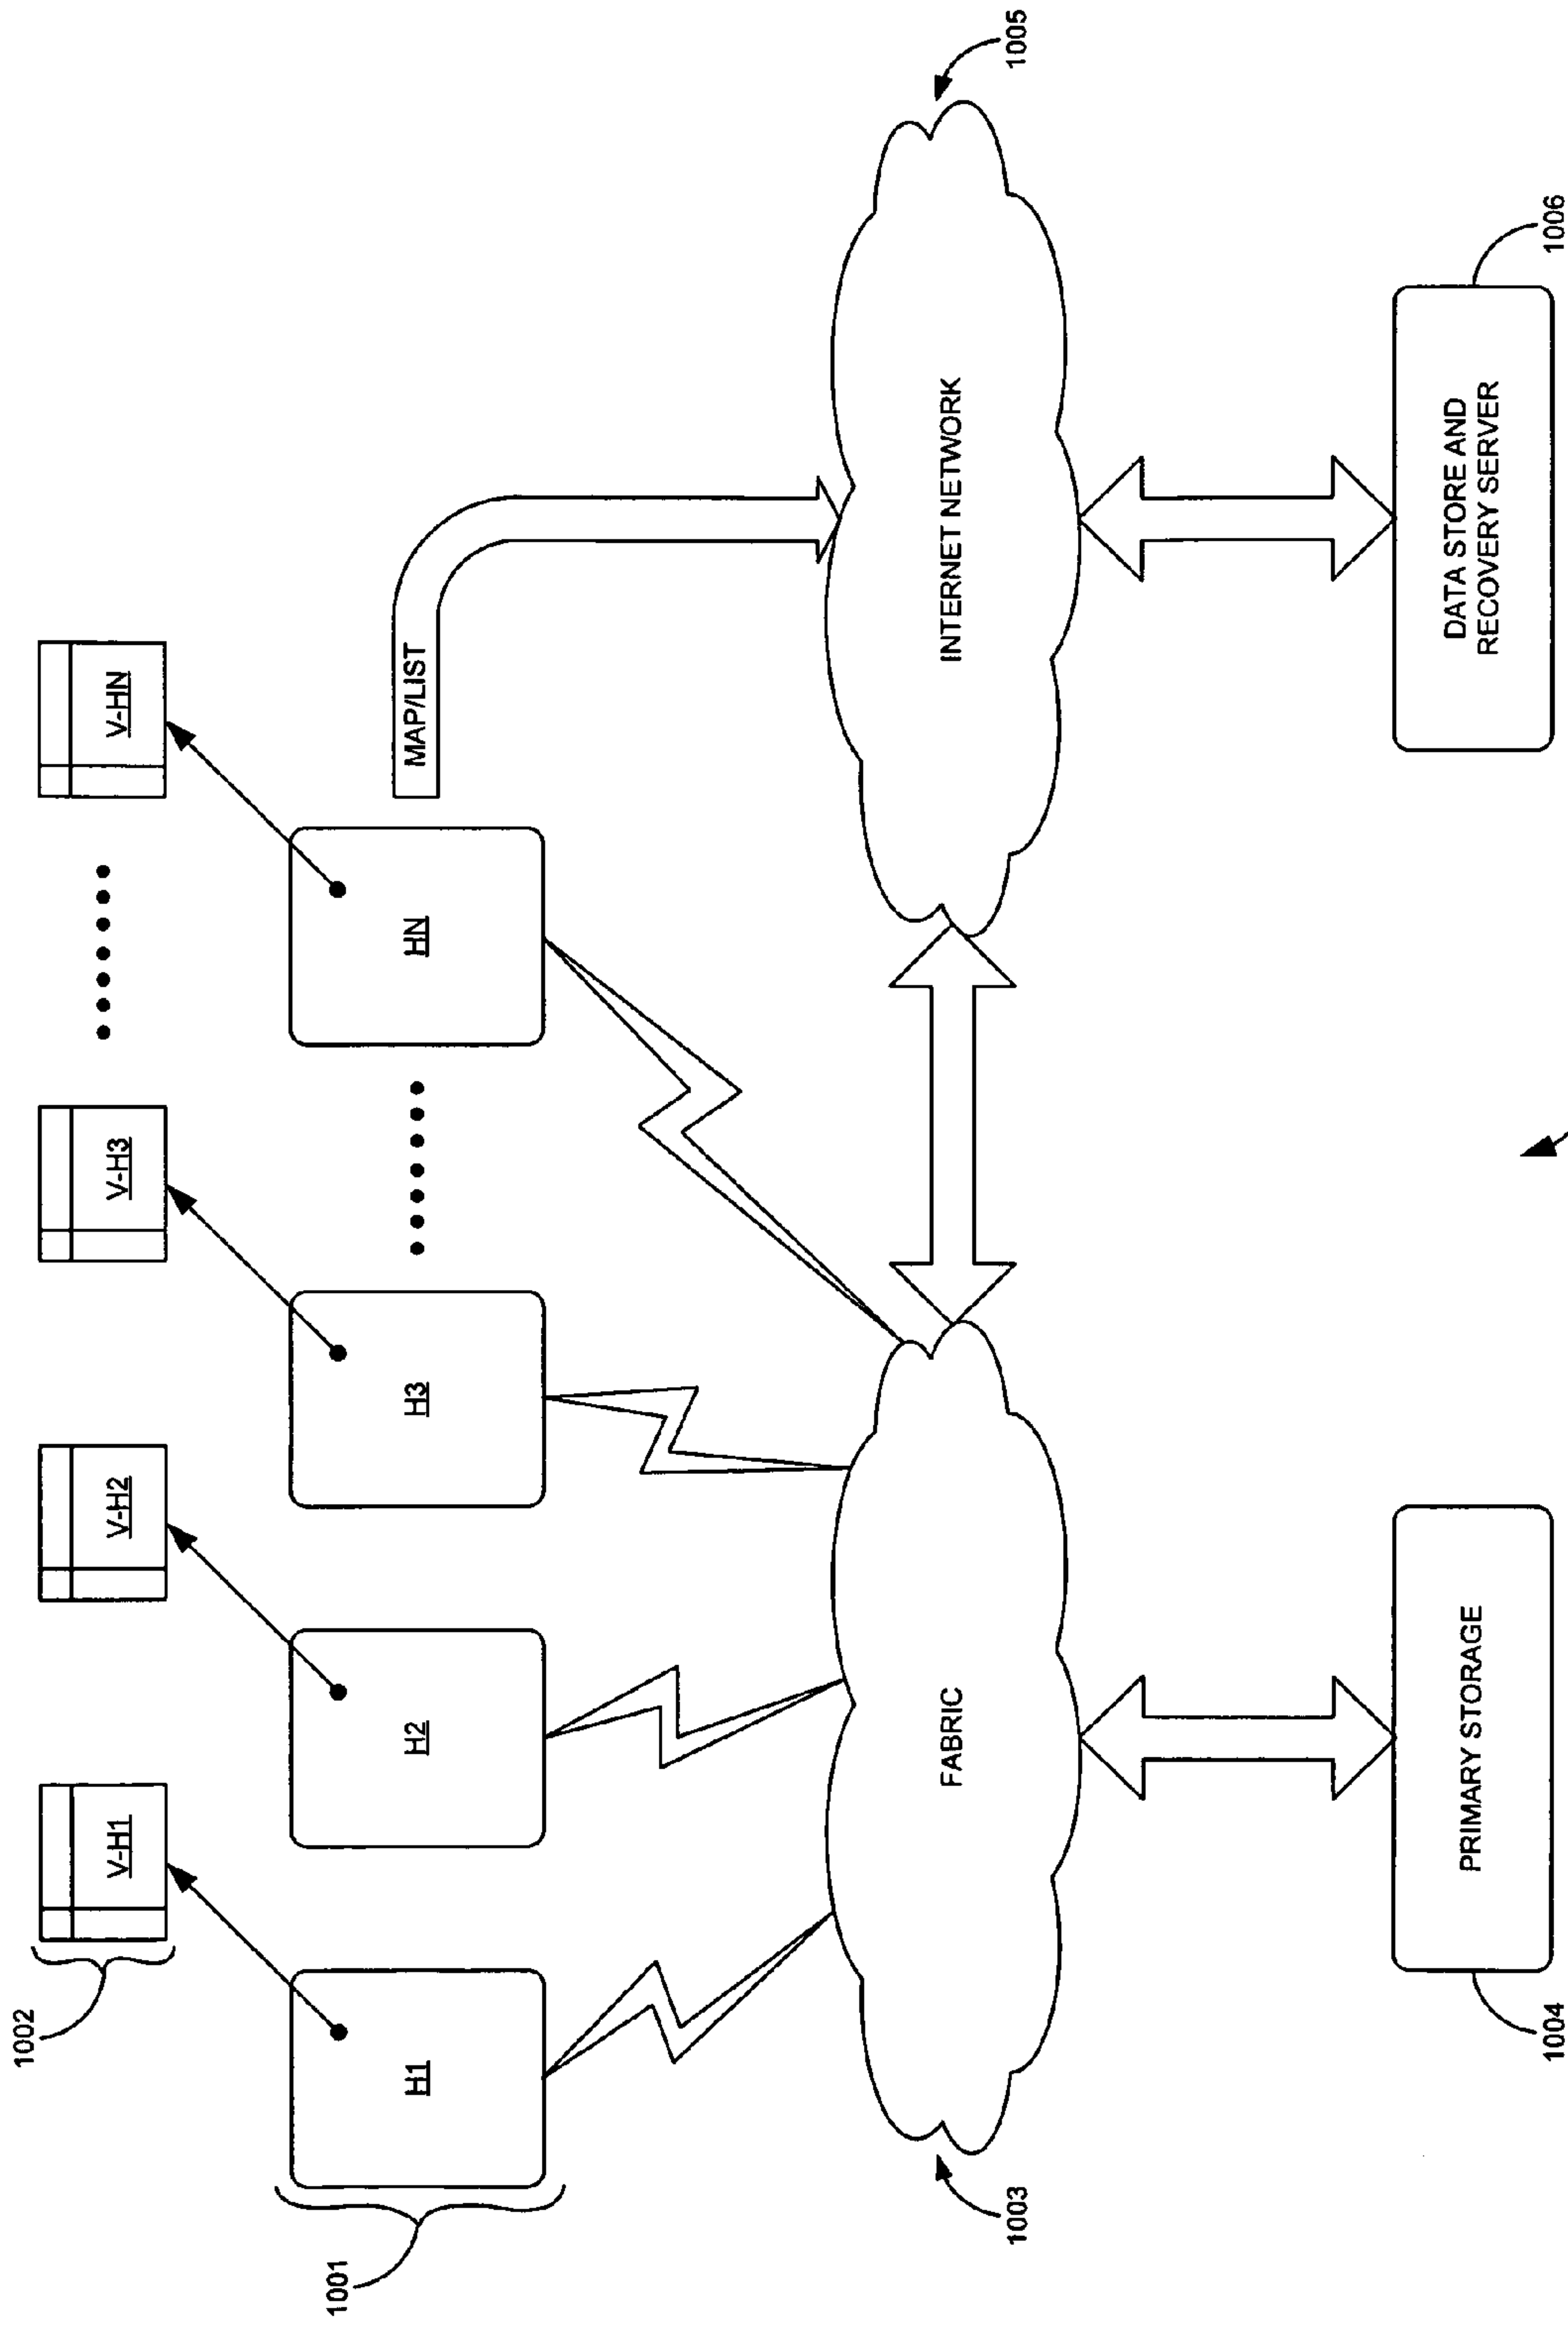 1002
V-H1
V-H2
V-H3
V-HN
1001
H1
H2
H3
HN
MAP/LIST
1003
FABRIC
INTERNET NETWORK
1005
1004
PRIMARY STORAGE
DATA STORE AND
RECOVERY SERVER
1006